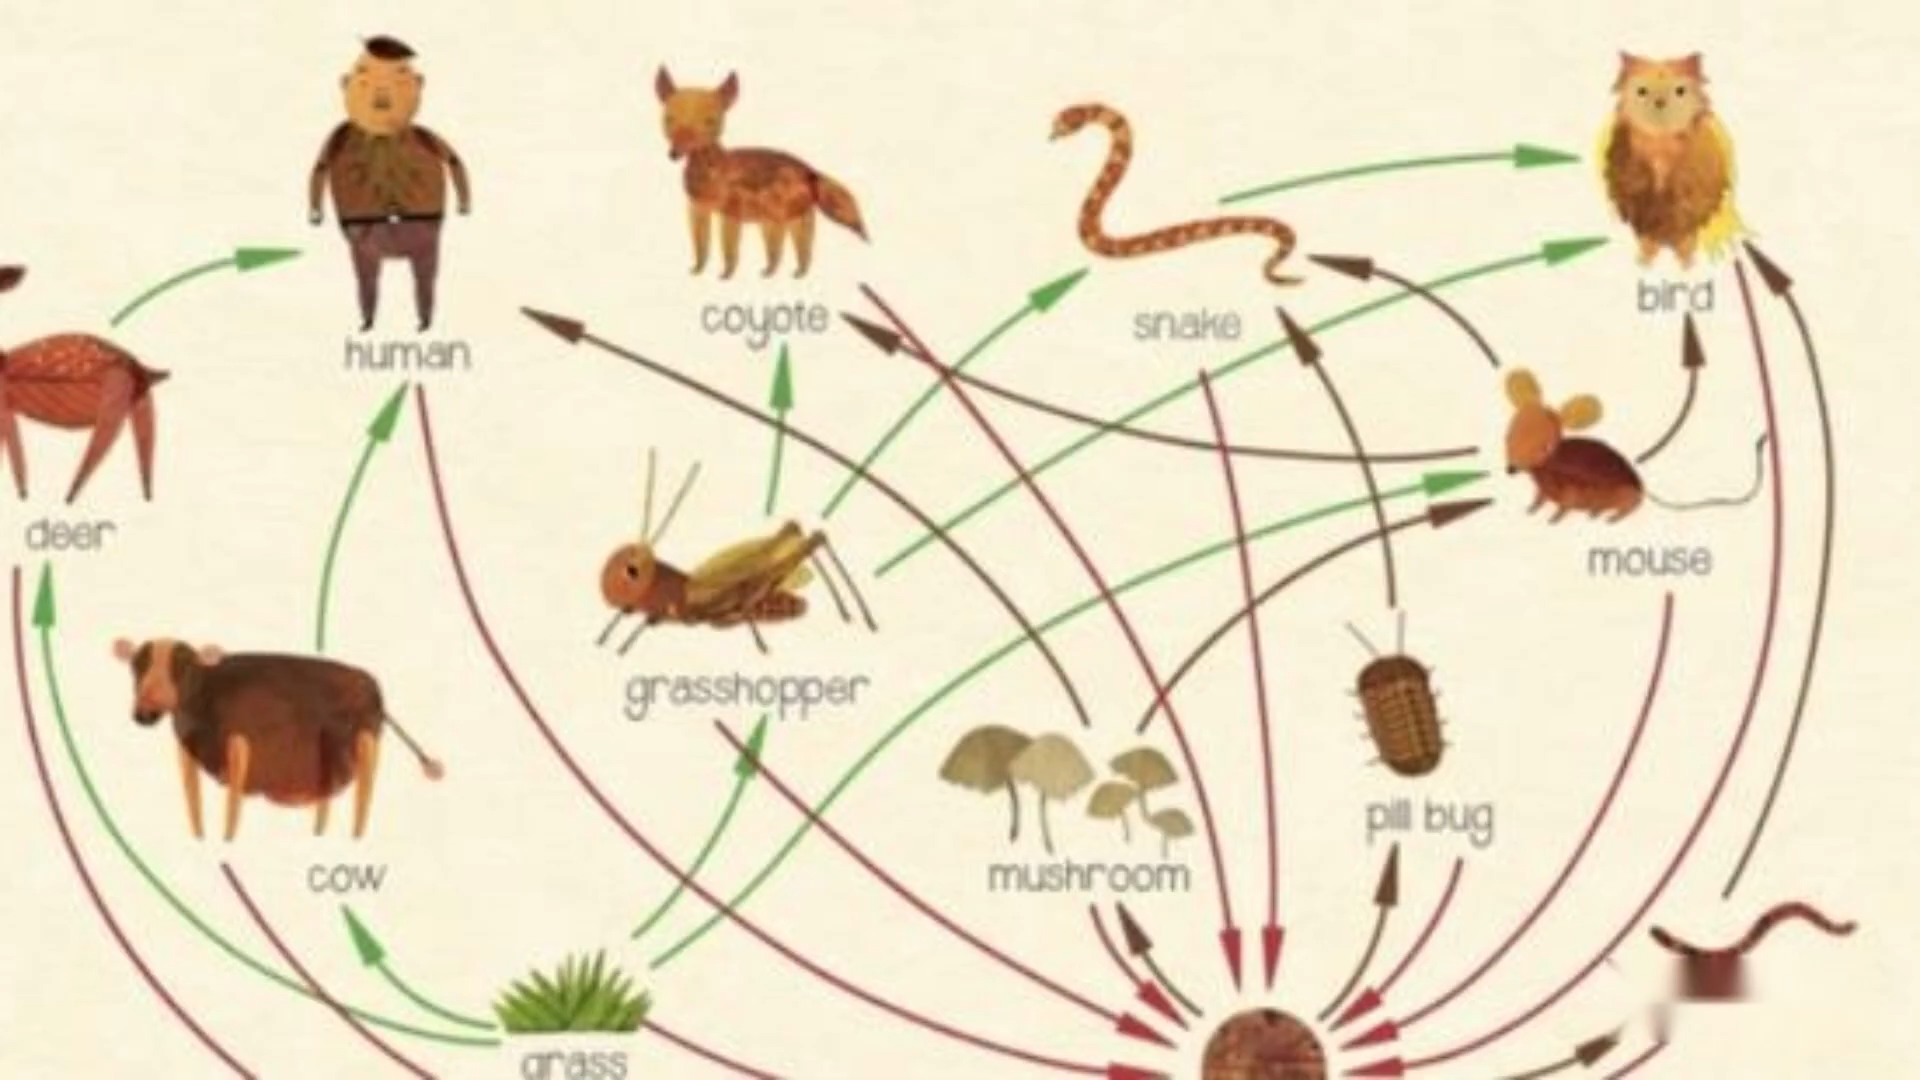 human
coyote
snake
bird
deer
mouse
grasshopper
pill bug
cow
mushroom
grass